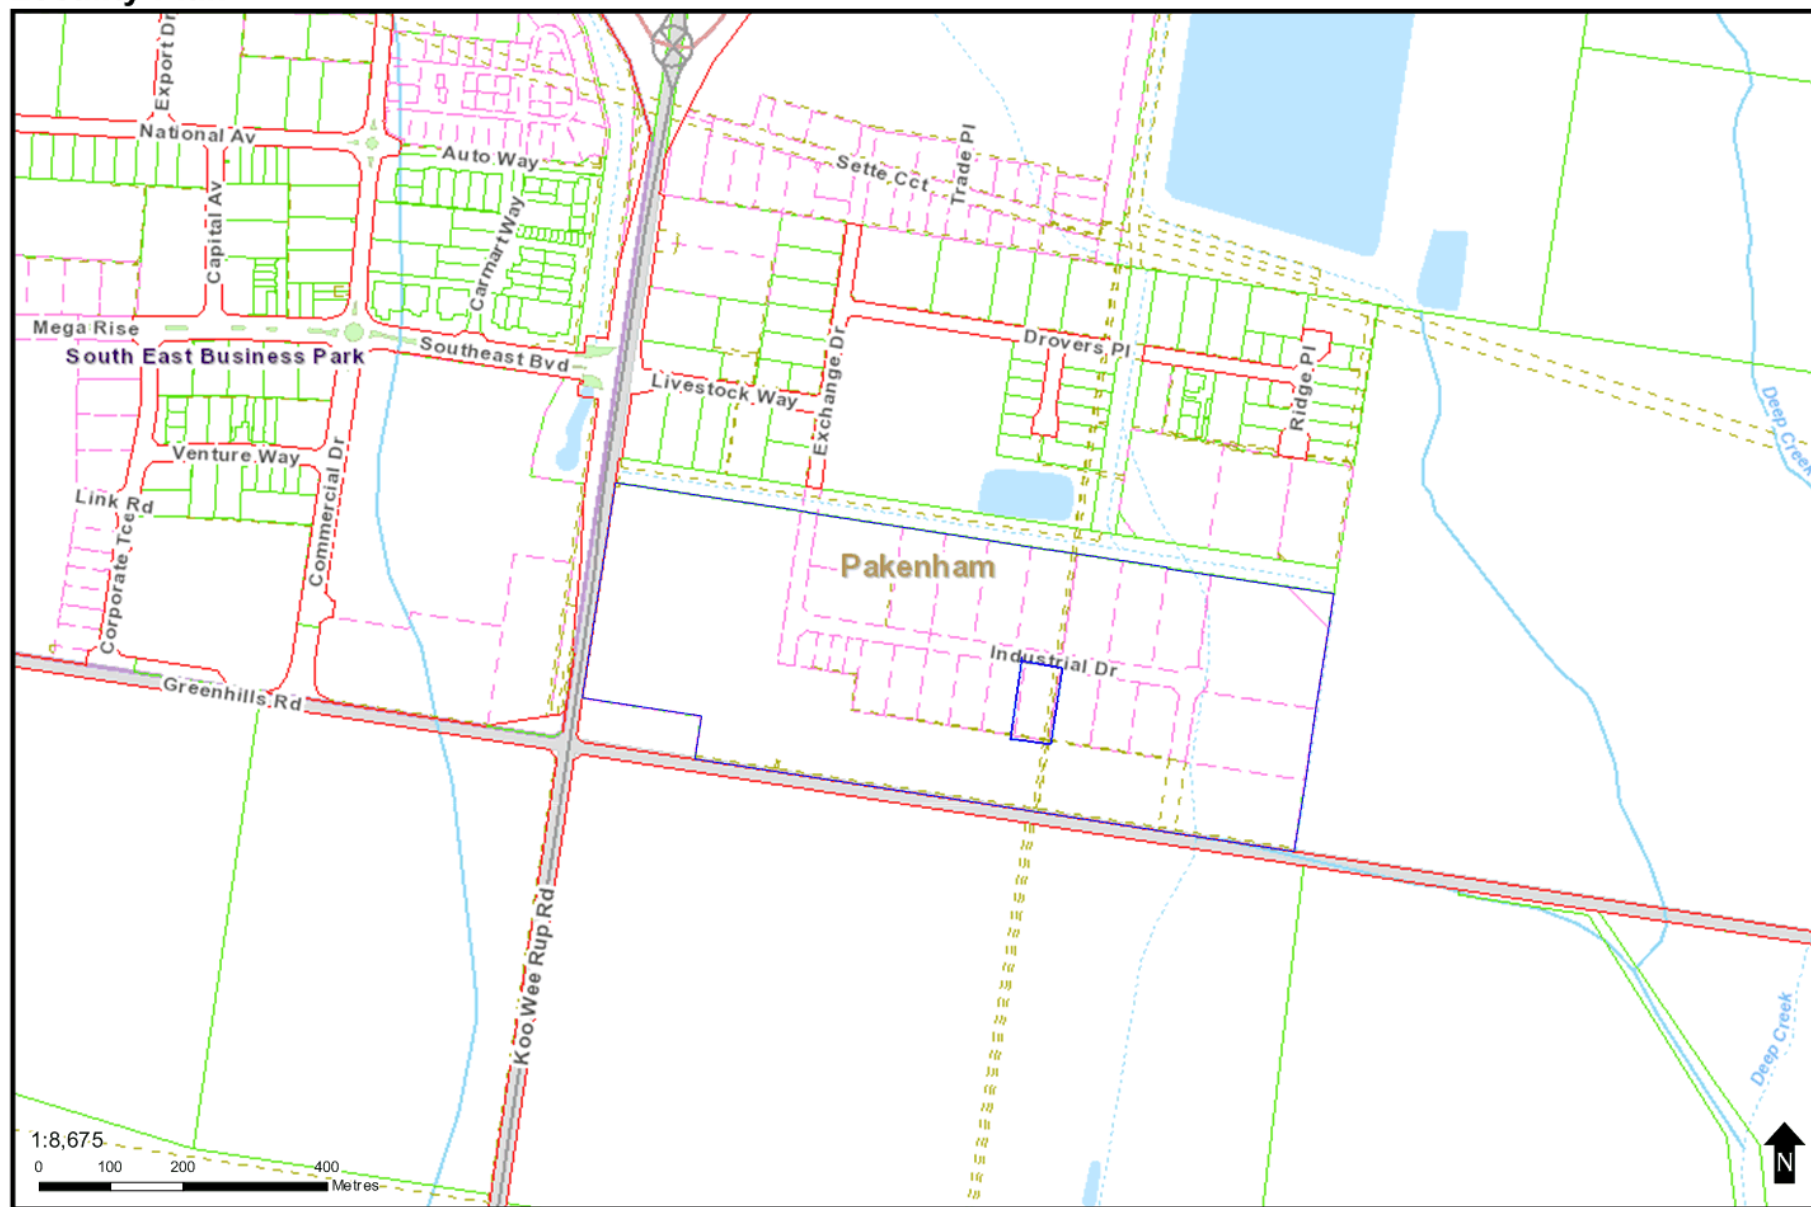 Export Dr
National Av
Auto Way
Capital Av
Carmart Way
Sette Cct
Trade Pl
Mega Rise
South East Business Park
Southeast Bvd
Livestock Way
Exchange Dr
Drovers Pl
Ridge Pl
Deep Creek
Venture Way
Link Rd
Commercial Dr
Corporate Tce
Pakenham
Industrial Dr
Greenhills Rd
Koo Wee Rup Rd
Deep Creek
1:8,675
0 100 200 400
Metres
N